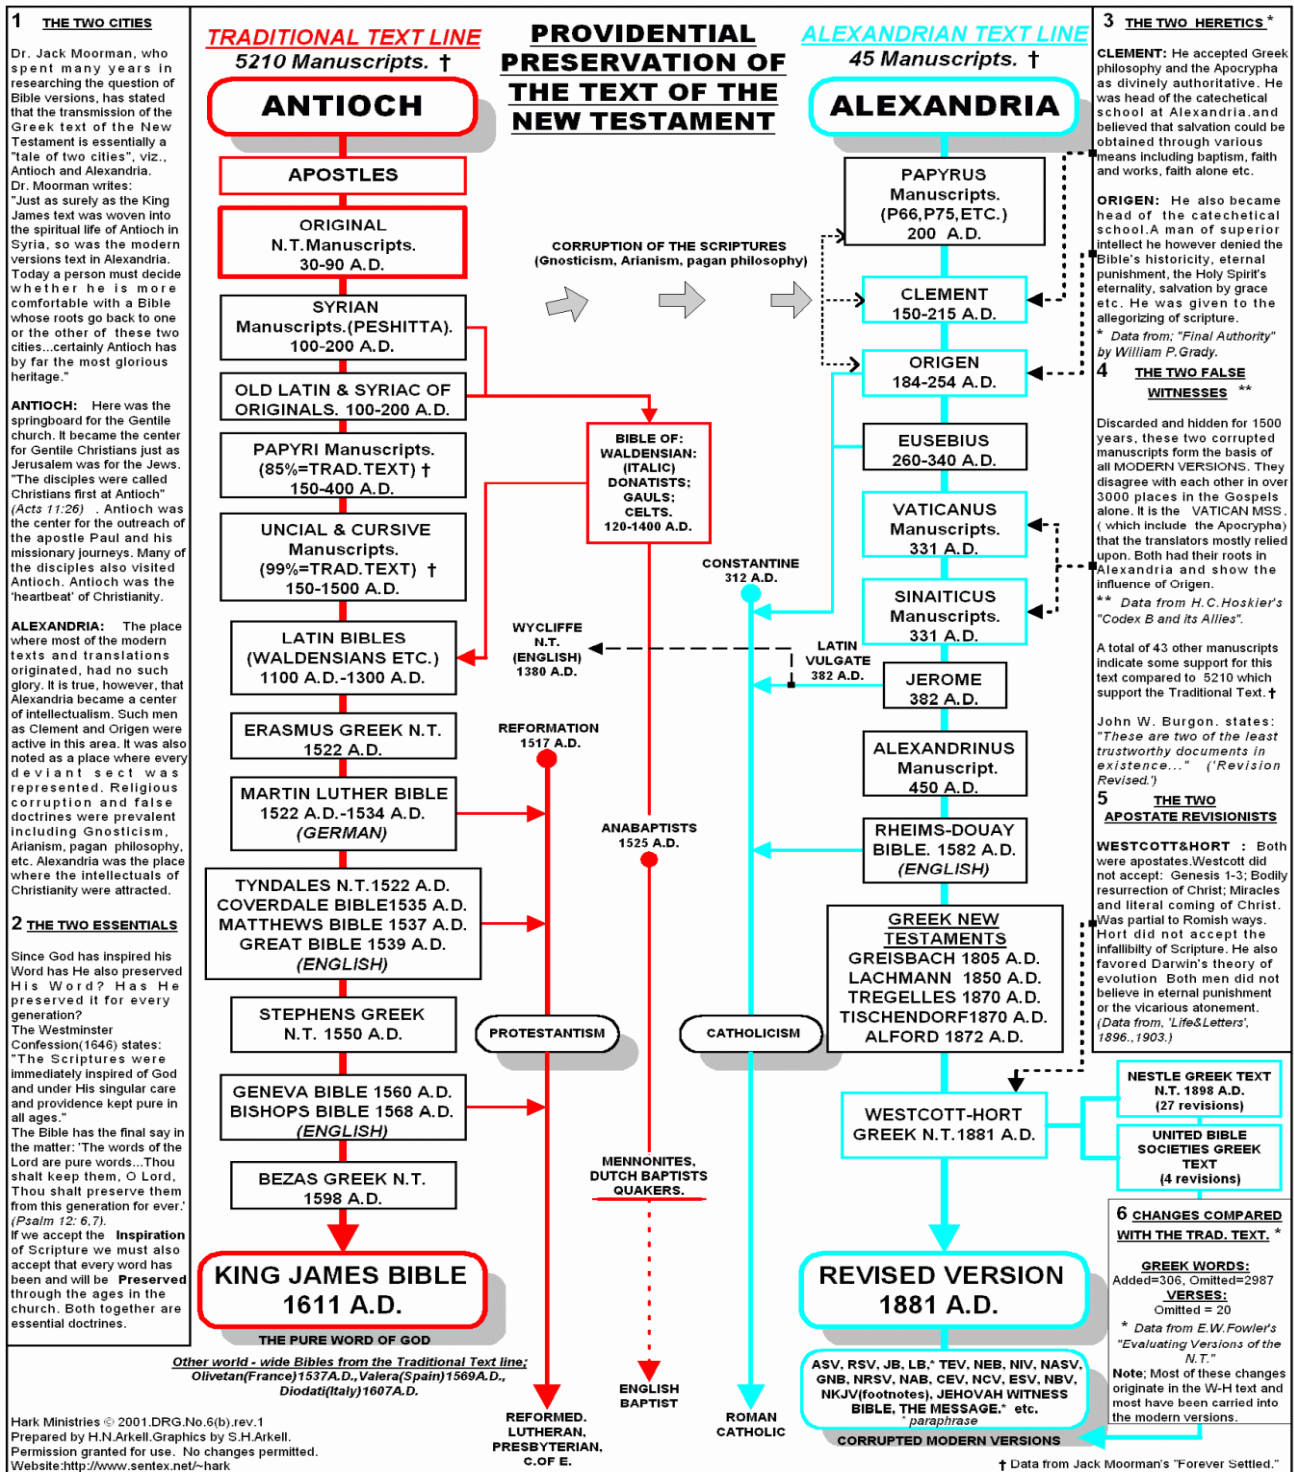 1 THE TWO CITIES
Dr. Jack Moorman, who
spent many years in
researching the question of
Bible versions, has stated
that the transmission of the
Greek text of the New
Testament is essentially a
"tale of two cities", viz.,
Antioch and Alexandria.
Dr. Moorman writes:
"Just as surely as the King
James text was woven into
the spiritual life of Antioch in
Syria, so was the modern
versions text in Alexandria.
Today a person must decide
whether he is more
comfortable with a Bible
whose roots go back to one
or the other of these two
cities...certainly Antioch has
by far the most glorious
heritage."
ANTIOCH: Here was the
springboard for the Gentile
church. It became the center
for Gentile Christians just as
Jerusalem was for the Jews.
"The disciples were called
Christians first at Antioch"
(Acts 11:26) . Antioch was
the center for the outreach of
the apostle Paul and his
missionary journeys. Many of
the disciples also visited
Antioch. Antioch was the
'heartbeat' of Christianity.
ALEXANDRIA: The place
where most of the modern
texts and translations
originated, had no such
glory. It is true, however, that
Alexandria became a center
of intellectualism. Such men
as Clement and Origen were
active in this area. It was also
noted as a place where every
deviant sect was
represented. Religious
corruption and false
doctrines were prevalent
including Gnosticism,
Arianism, pagan philosophy,
etc. Alexandria was the place
where the intellectuals of
Christianity were attracted.
2 THE TWO ESSENTIALS
Since God has inspired his
Word has He also preserved
His Word? Has He
preserved it for every
generation?
The Westminster
Confession(1646) states:
"The Scriptures were
immediately inspired of God
and under His singular care
and providence kept pure in
all ages."
The Bible has the final say in
the matter: 'The words of the
Lord are pure words...Thou
shalt keep them, O Lord,
Thou shalt preserve them
from this generation for ever.'
(Psalm 12: 6,7).
If we accept the Inspiration
of Scripture we must also
accept that every word has
been and will be Preserved
through the ages in the
church. Both together are
essential doctrines.
TRADITIONAL TEXT LINE
5210 Manuscripts. †
ANTIOCH
APOSTLES
ORIGINAL
N.T.Manuscripts.
30-90 A.D.
SYRIAN
Manuscripts.(PESHITTA).
100-200 A.D.
OLD LATIN & SYRIAC OF
ORIGINALS. 100-200 A.D.
PAPYRI Manuscripts.
(85%=TRAD.TEXT) †
150-400 A.D.
UNCIAL & CURSIVE
Manuscripts.
(99%=TRAD.TEXT) †
150-1500 A.D.
LATIN BIBLES
(WALDENSIANS ETC.)
1100 A.D.-1300 A.D.
ERASMUS GREEK N.T.
1522 A.D.
MARTIN LUTHER BIBLE
1522 A.D.-1534 A.D.
(GERMAN)
TYNDALES N.T.1522 A.D.
COVERDALE BIBLE1535 A.D.
MATTHEWS BIBLE 1537 A.D.
GREAT BIBLE 1539 A.D.
(ENGLISH)
STEPHENS GREEK
N.T. 1550 A.D.
GENEVA BIBLE 1560 A.D.
BISHOPS BIBLE 1568 A.D.
(ENGLISH)
BEZAS GREEK N.T.
1598 A.D.
KING JAMES BIBLE
1611 A.D.
THE PURE WORD OF GOD
Other world - wide Bibles from the Traditional Text line;
Olivetan(France)1537A.D.,Valera(Spain)1569A.D.,
Diodati(Italy)1607A.D.
Hark Ministries © 2001.DRG.No.6(b).rev.1
Prepared by H.N.Arkell.Graphics by S.H.Arkell.
Permission granted for use. No changes permitted.
Website:http://www.sentex.net/~hark
PROVIDENTIAL
PRESERVATION OF
THE TEXT OF THE
NEW TESTAMENT
CORRUPTION OF THE SCRIPTURES
(Gnosticism, Arianism, pagan philosophy)
BIBLE OF:
WALDENSIAN:
(ITALIC)
DONATISTS;
GAULS;
CELTS.
120-1400 A.D.
CONSTANTINE
312 A.D.
WYCLIFFE
N.T.
(ENGLISH)
1380 A.D.
LATIN
VULGATE
382 A.D.
REFORMATION
1517 A.D.
ANABAPTISTS
1525 A.D.
PROTESTANTISM
CATHOLICISM
MENNONITES,
DUTCH BAPTISTS
QUAKERS.
REFORMED.
LUTHERAN,
PRESBYTERIAN,
C.OF E.
ENGLISH
BAPTIST
ROMAN
CATHOLIC
ALEXANDRIAN TEXT LINE
45 Manuscripts. †
ALEXANDRIA
PAPYRUS
Manuscripts.
(P66,P75,ETC.)
200 A.D.
CLEMENT
150-215 A.D.
ORIGEN
184-254 A.D.
EUSEBIUS
260-340 A.D.
VATICANUS
Manuscripts.
331 A.D.
SINAITICUS
Manuscripts.
331 A.D.
JEROME
382 A.D.
ALEXANDRINUS
Manuscript.
450 A.D.
RHEIMS-DOUAY
BIBLE. 1582 A.D.
(ENGLISH)
GREEK NEW
TESTAMENTS
GREISBACH 1805 A.D.
LACHMANN 1850 A.D.
TREGELLES 1870 A.D.
TISCHENDORF1870 A.D.
ALFORD 1872 A.D.
WESTCOTT-HORT
GREEK N.T.1881 A.D.
REVISED VERSION
1881 A.D.
ASV, RSV, JB, LB,* TEV, NEB, NIV, NASV,
GNB, NRSV, NAB, CEV, NCV, ESV, NBV,
NKJV(footnotes), JEHOVAH WITNESS
BIBLE, THE MESSAGE.* etc.
* paraphrase
CORRUPTED MODERN VERSIONS
3 THE TWO HERETICS *
CLEMENT: He accepted Greek
philosophy and the Apocrypha
as divinely authoritative. He
was head of the catechetical
school at Alexandria.and
believed that salvation could be
obtained through various
means including baptism, faith
and works, faith alone etc.
ORIGEN: He also became
head of the catechetical
school.A man of superior
intellect he however denied the
Bible's historicity, eternal
punishment, the Holy Spirit's
eternality, salvation by grace
etc. He was given to the
allegorizing of scripture.
* Data from; "Final Authority"
by William P.Grady.
4 THE TWO FALSE
WITNESSES **
Discarded and hidden for 1500
years, these two corrupted
manuscripts form the basis of
all MODERN VERSIONS. They
disagree with each other in over
3000 places in the Gospels
alone. It is the VATICAN MSS.
( which include the Apocrypha)
that the translators mostly relied
upon. Both had their roots in
Alexandria and show the
influence of Origen.
** Data from H.C.Hoskier's
"Codex B and its Allies".
A total of 43 other manuscripts
indicate some support for this
text compared to 5210 which
support the Traditional Text. †
John W. Burgon. states:
"These are two of the least
trustworthy documents in
existence..." ('Revision
Revised.')
5 THE TWO
APOSTATE REVISIONISTS
WESTCOTT&HORT : Both
were apostates.Westcott did
not accept: Genesis 1-3; Bodily
resurrection of Christ; Miracles
and literal coming of Christ.
Was partial to Romish ways.
Hort did not accept the
infalliblity of Scripture. He also
favored Darwin's theory of
evolution Both men did not
believe in eternal punishment
or the vicarious atonement.
(Data from, 'Life&Letters',
1896.,1903.)
NESTLE GREEK TEXT
N.T. 1898 A.D.
(27 revisions)
UNITED BIBLE
SOCIETIES GREEK
TEXT
(4 revisions)
6 CHANGES COMPARED
WITH THE TRAD. TEXT. *
GREEK WORDS:
Added=306, Omitted=2987
VERSES:
Omitted = 20
* Data from E.W.Fowler's
"Evaluating Versions of the
N.T."
Note; Most of these changes
originate in the W-H text and
most have been carried into
the modern versions.
† Data from Jack Moorman's "Forever Settled."